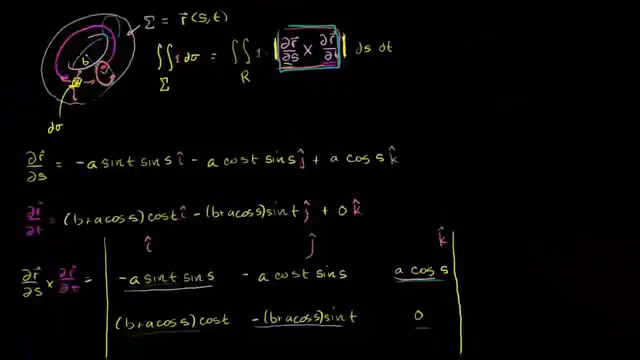 Σ = r⃗(s,t)
b
a
∬ 1 dσ = ∬ 1 · | ∂r⃗/∂s × ∂r⃗/∂t | ds dt
Σ R
dσ
∂r⃗/∂s = -a sin t sin s î - a cos t sin s ĵ + a cos s k̂
∂r⃗/∂t = (b+a cos s) cos t î - (b+a cos s) sin t ĵ + 0 k̂
î ĵ k̂
∂r⃗/∂s × ∂r⃗/∂t = | -a sin t sin s - a cos t sin s a cos s |
(b+a cos s) cos t -(b+a cos s) sin t 0